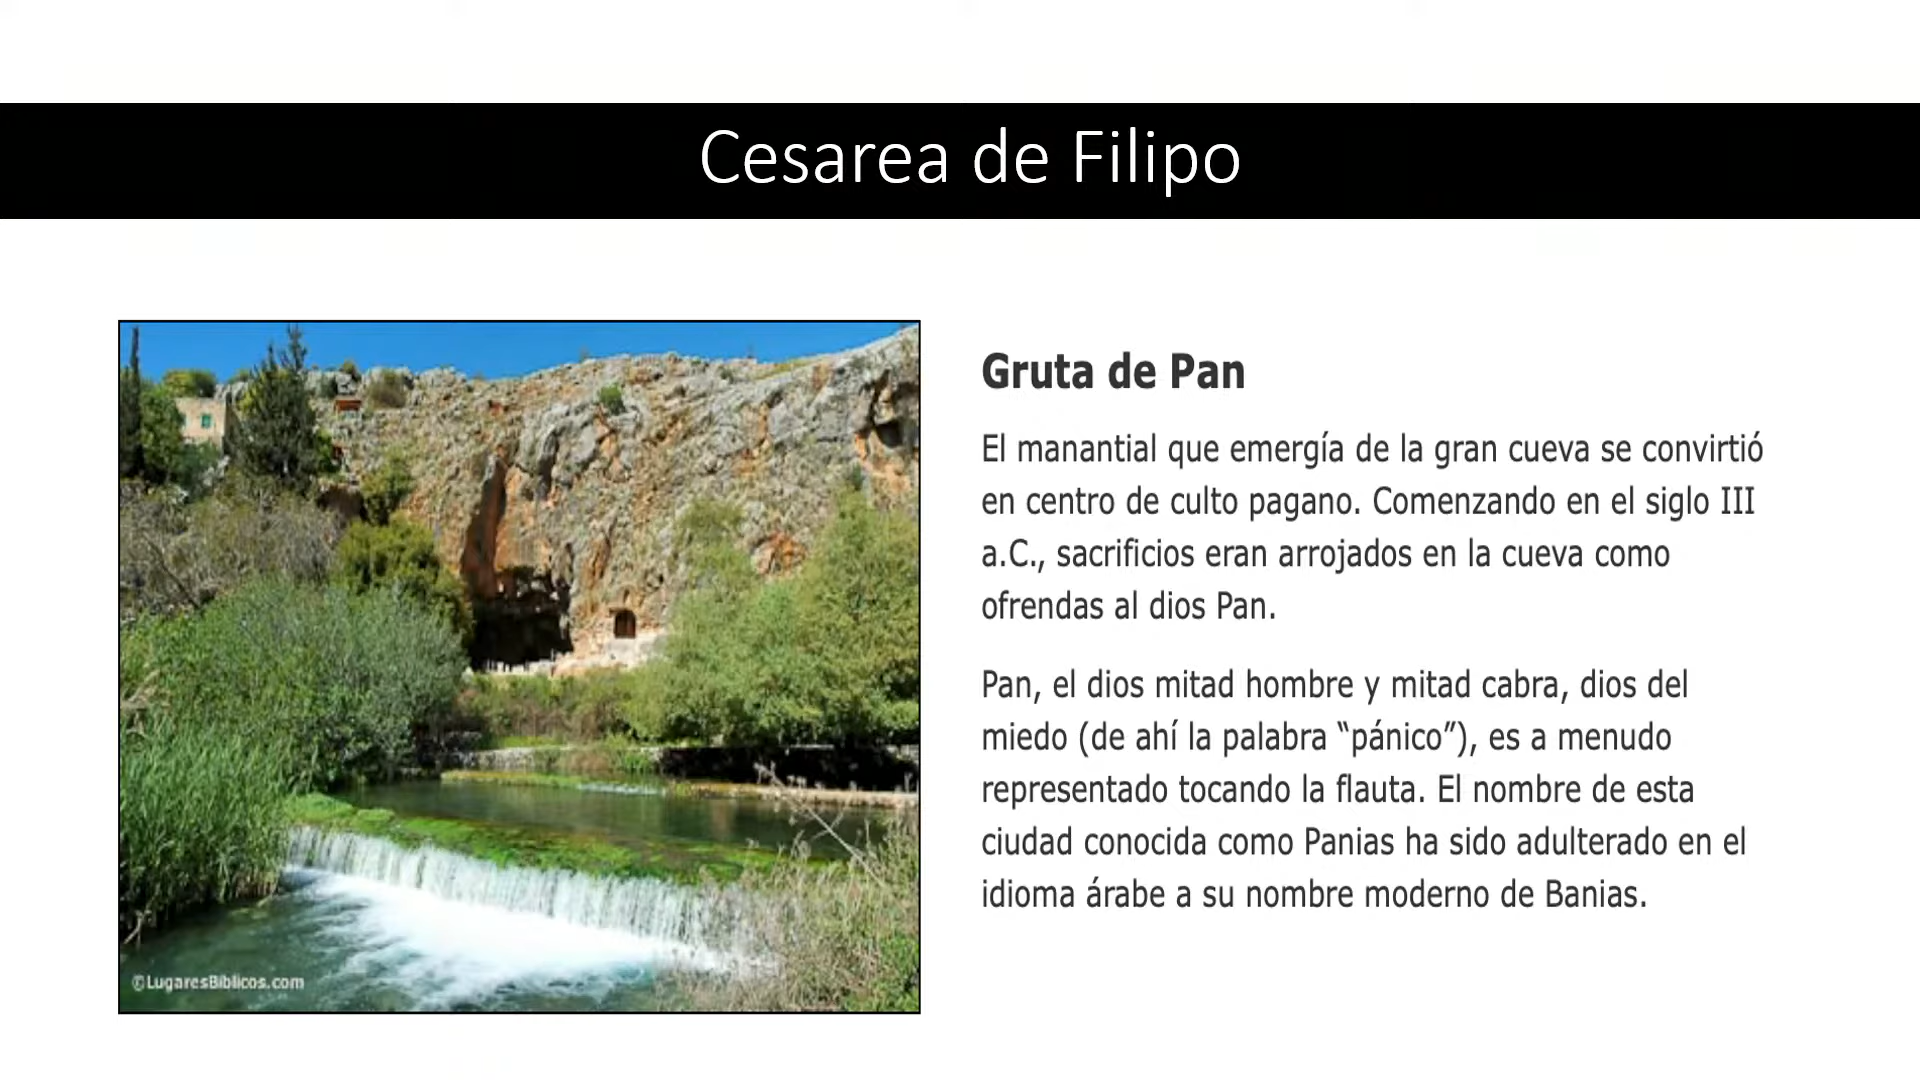 Cesarea de Filipo
Gruta de Pan
El manantial que emergía de la gran cueva se convirtió
en centro de culto pagano. Comenzando en el siglo III
a.C., sacrificios eran arrojados en la cueva como
ofrendas al dios Pan.
Pan, el dios mitad hombre y mitad cabra, dios del
miedo (de ahí la palabra “pánico”), es a menudo
representado tocando la flauta. El nombre de esta
ciudad conocida como Panias ha sido adulterado en el
idioma árabe a su nombre moderno de Banias.
©LugaresBiblicos.com